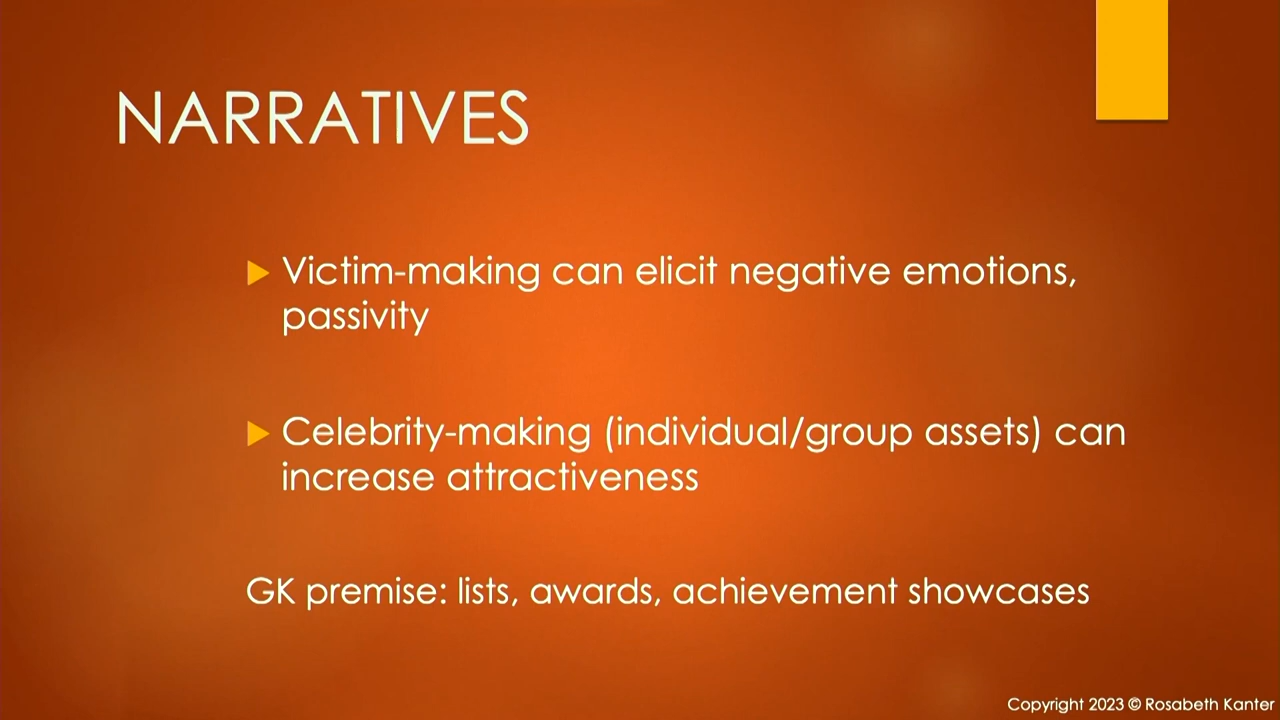 NARRATIVES
Victim-making can elicit negative emotions,
passivity
Celebrity-making (individual/group assets) can
increase attractiveness
GK premise: lists, awards, achievement showcases
Copyright 2023 © Rosabeth Kanter